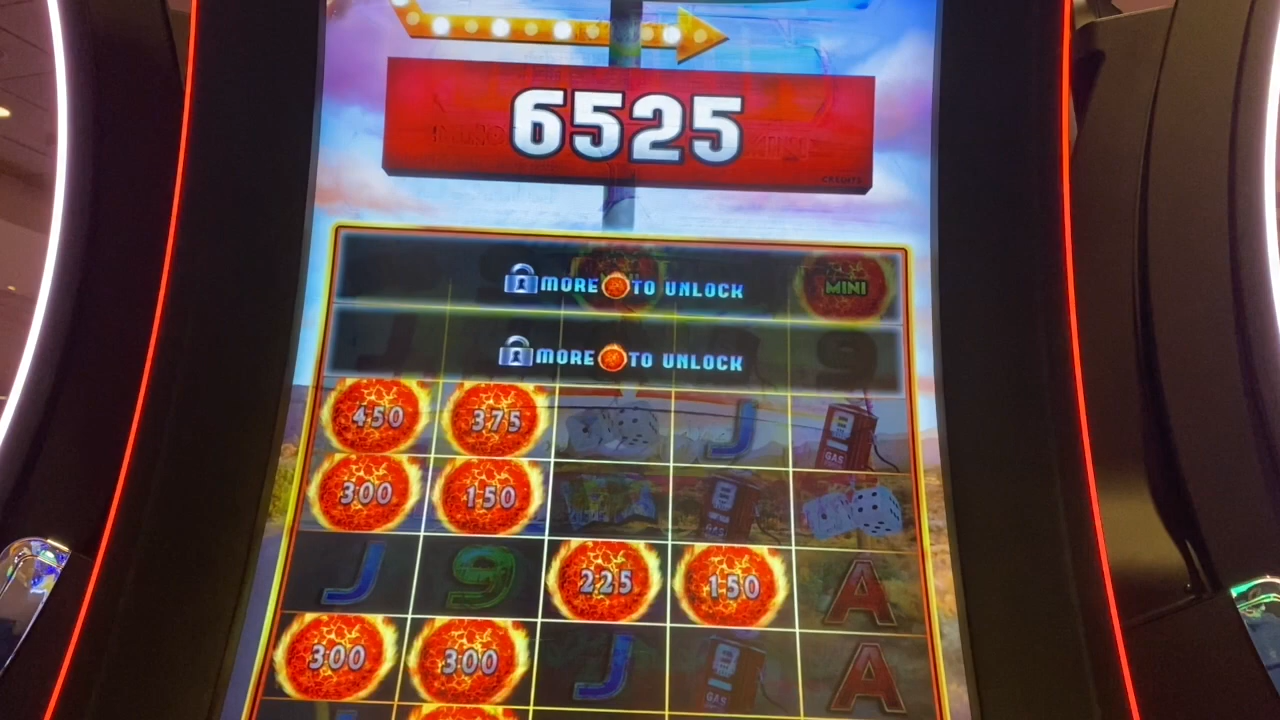 6525
CREDITS
MORE TO UNLOCK
MINI
MORE TO UNLOCK
9
450 375 J GAS
300 150 GAS
J 9 225 150 A
300 300 J GAS A